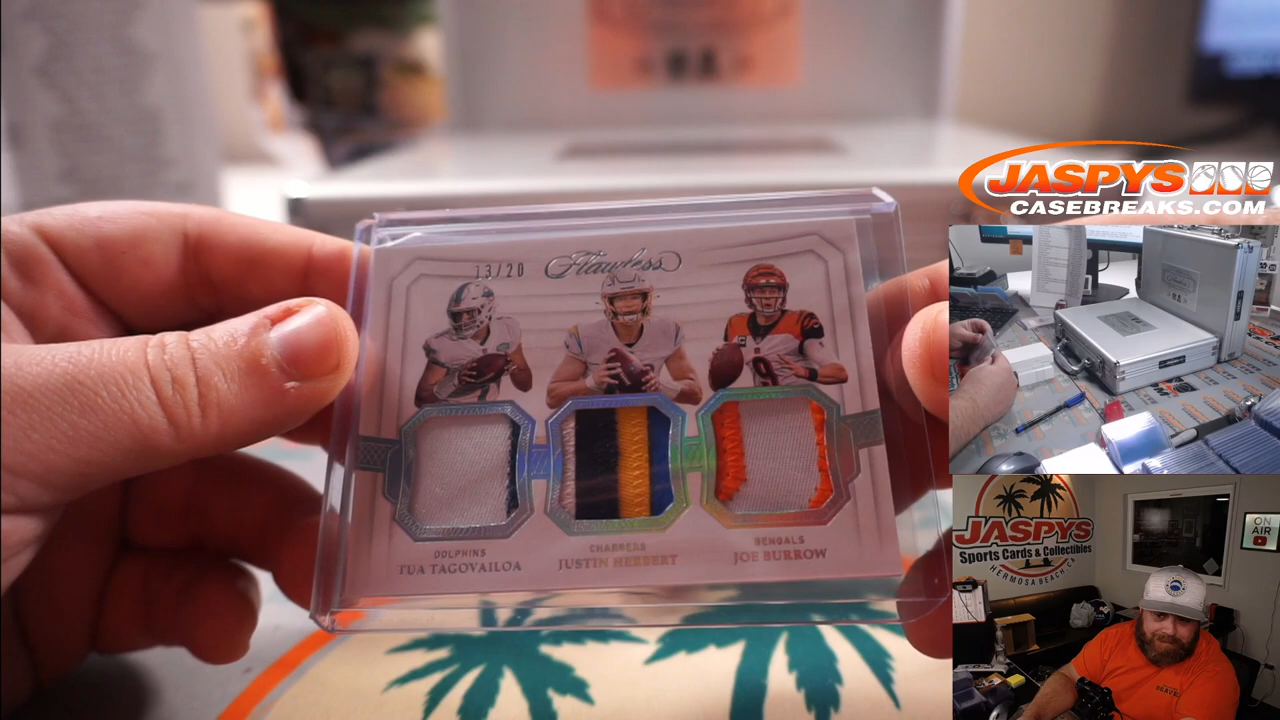 13/20 Flawless
DOLPHINS
TUA TAGOVAILOA
CHARGERS
JUSTIN HERBERT
BENGALS
JOE BURROW
JASPYS
CASEBREAKS.COM
JASPYS
Sports Cards & Collectibles
HERMOSA BEACH, CA
ON
AIR